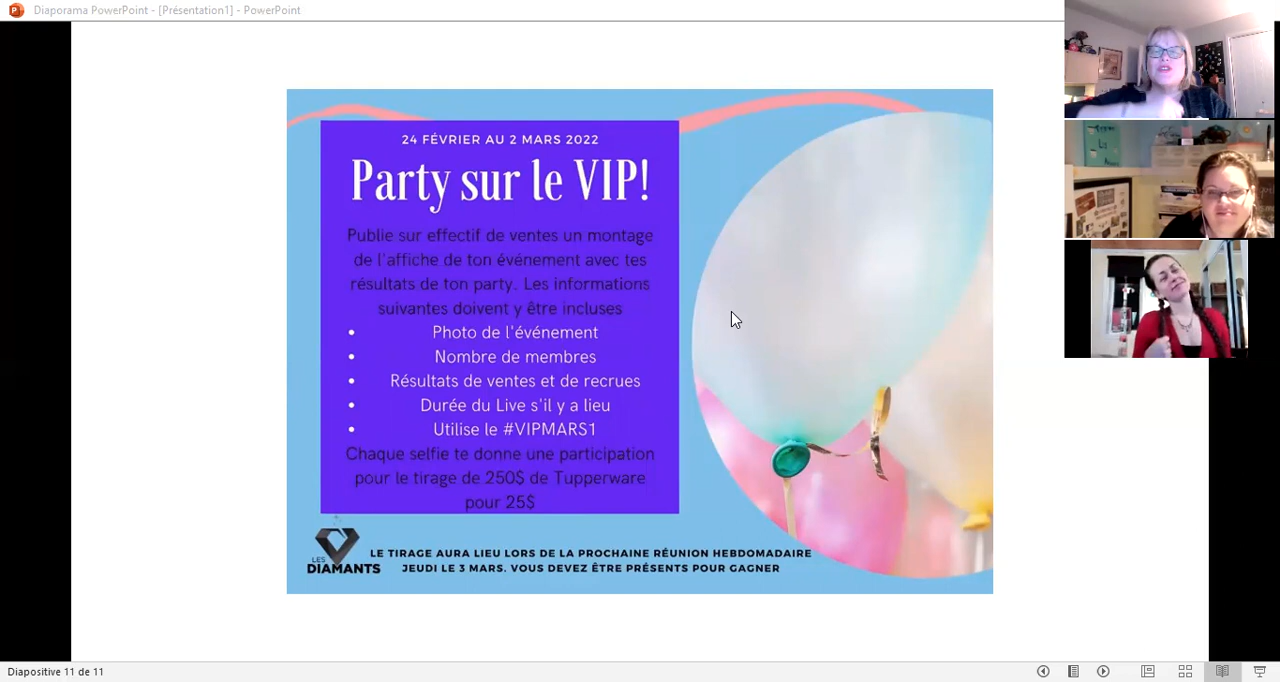 Diaporama PowerPoint - [Présentation1] - PowerPoint
24 FÉVRIER AU 2 MARS 2022
Party sur le VIP!
Publie sur effectif de ventes un montage
de l'affiche de ton événement avec tes
résultats de ton party. Les informations
suivantes doivent y être incluses
• Photo de l'événement
• Nombre de membres
• Résultats de ventes et de recrues
• Durée du Live s'il y a lieu
• Utilise le #VIPMARS1
Chaque selfie te donne une participation
pour le tirage de 250$ de Tupperware
pour 25$
LES
DIAMANTS
LE TIRAGE AURA LIEU LORS DE LA PROCHAINE RÉUNION HEBDOMADAIRE
JEUDI LE 3 MARS. VOUS DEVEZ ÊTRE PRÉSENTS POUR GAGNER
Diapositive 11 de 11